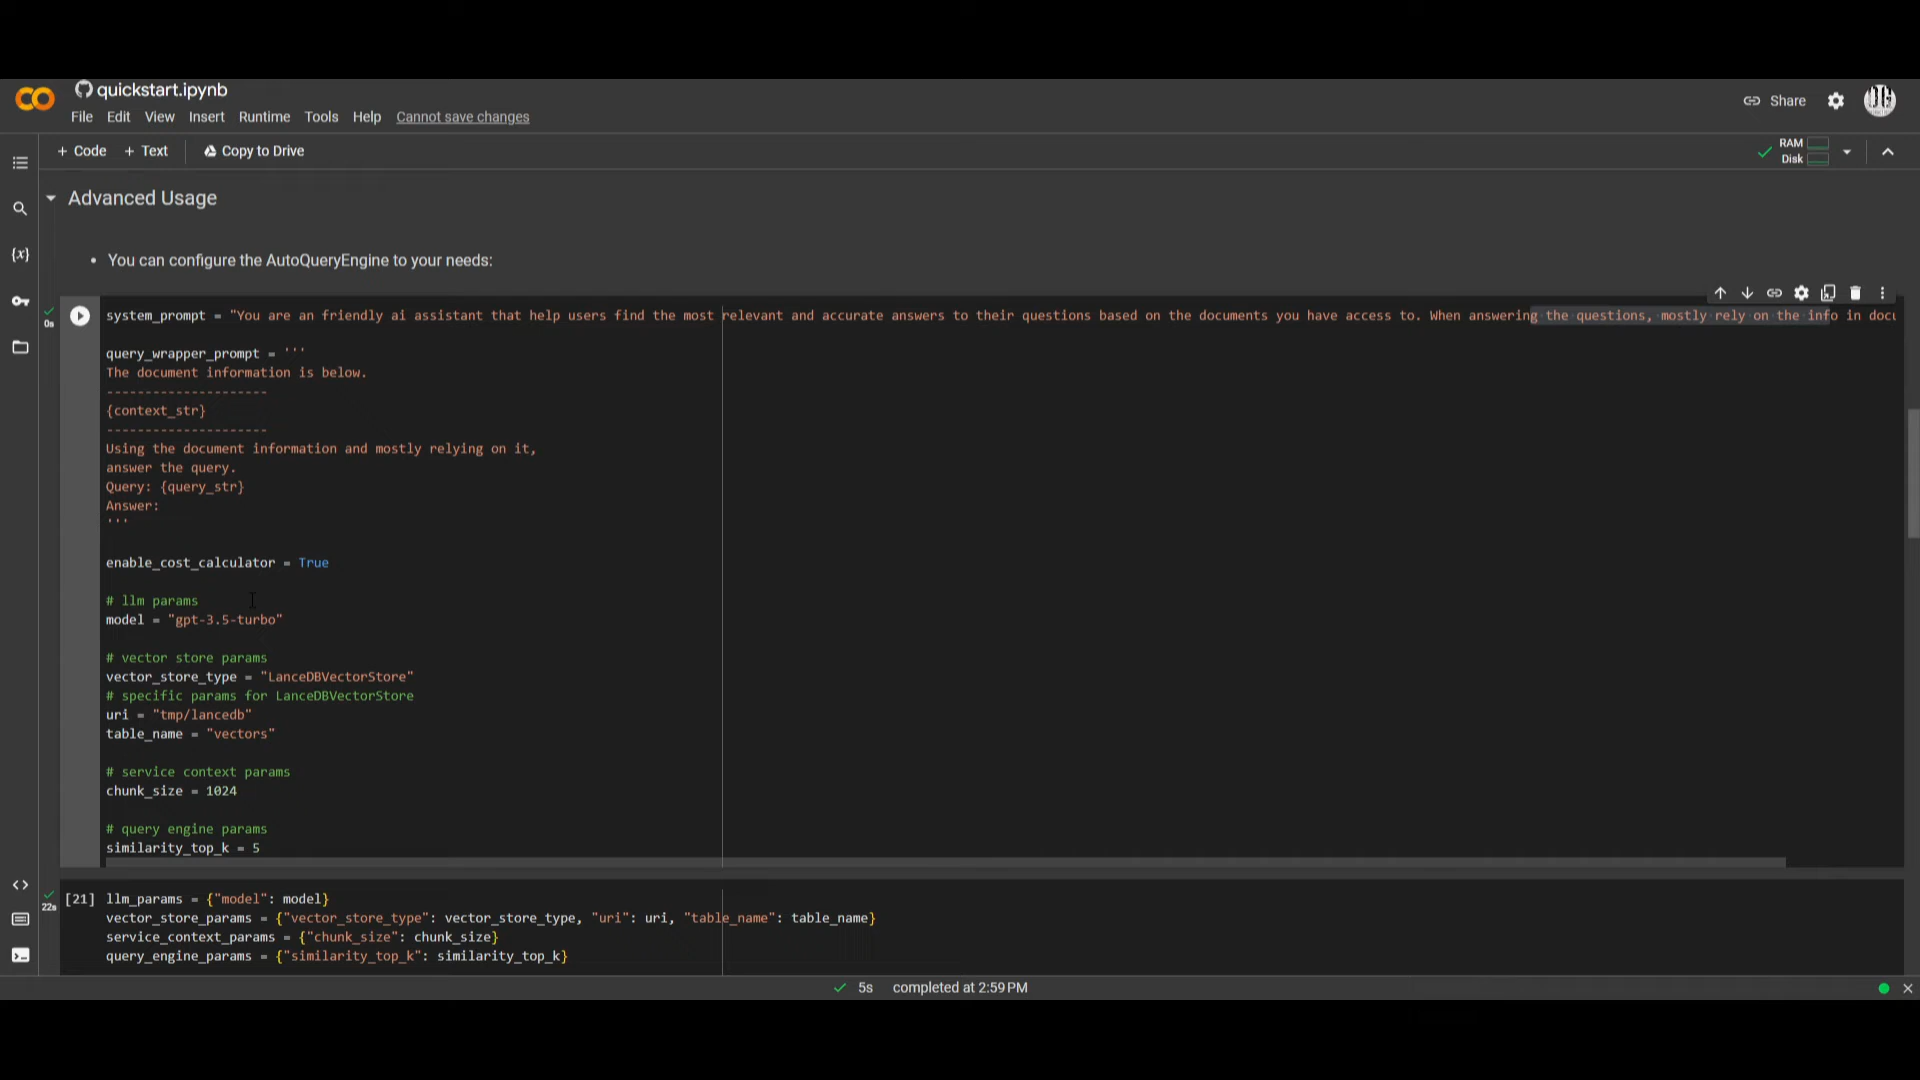 quickstart.ipynb
File Edit View Insert Runtime Tools Help Cannot save changes
Share
+ Code + Text Copy to Drive
RAM
Disk
Advanced Usage
• You can configure the AutoQueryEngine to your needs:
0s
system_prompt = "You are an friendly ai assistant that help users find the most relevant and accurate answers to their questions based on the documents you have access to. When answering the questions, mostly rely on the info in docu
query_wrapper_prompt = '''
The document information is below.
---------------------
{context_str}
---------------------
Using the document information and mostly relying on it,
answer the query.
Query: {query_str}
Answer:
'''
enable_cost_calculator = True
# llm params
model = "gpt-3.5-turbo"
# vector store params
vector_store_type = "LanceDBVectorStore"
# specific params for LanceDBVectorStore
uri = "tmp/lancedb"
table_name = "vectors"
# service context params
chunk_size = 1024
# query engine params
similarity_top_k = 5
22s
[21] llm_params = {"model": model}
vector_store_params = {"vector_store_type": vector_store_type, "uri": uri, "table_name": table_name}
service_context_params = {"chunk_size": chunk_size}
query_engine_params = {"similarity_top_k": similarity_top_k}
5s completed at 2:59 PM